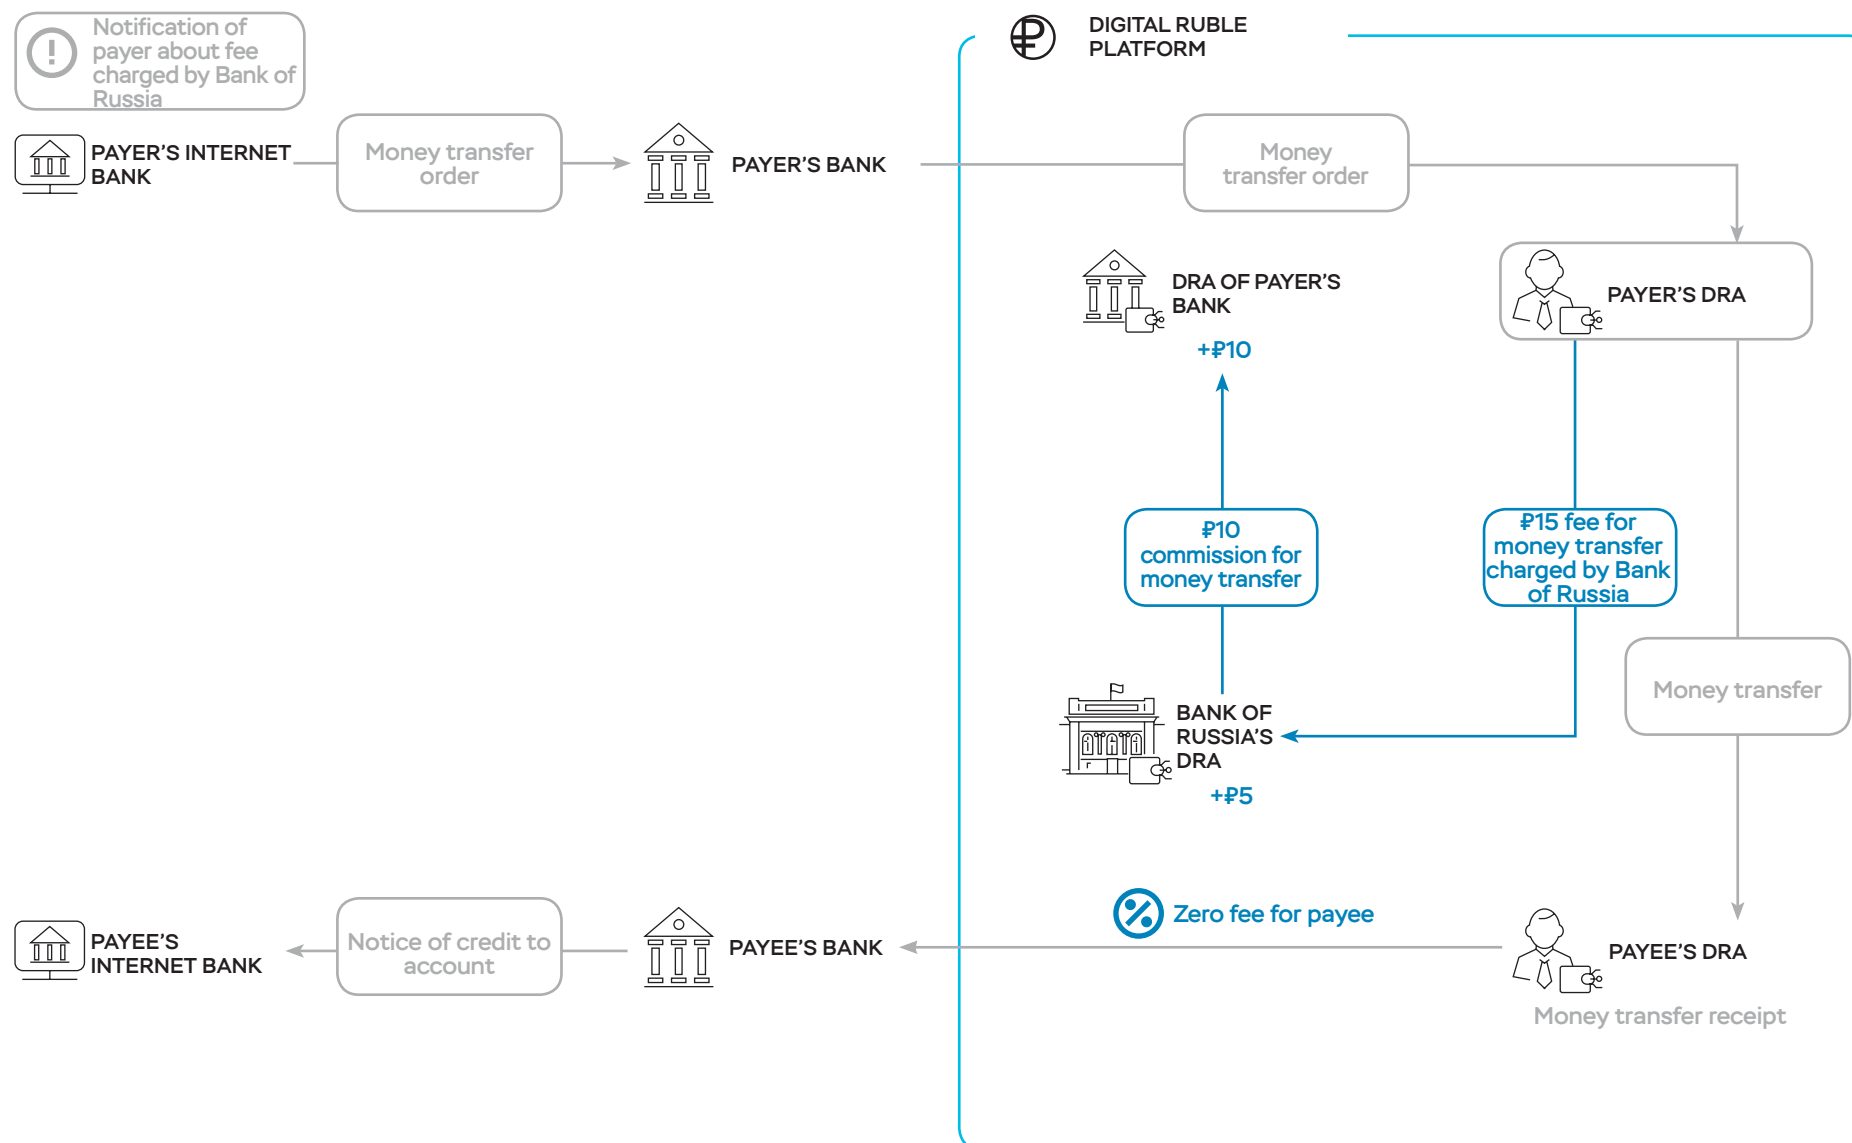 Notification of
payer about fee
charged by Bank of
Russia
DIGITAL RUBLE
PLATFORM
PAYER’S INTERNET
BANK
Money transfer
order
PAYER’S BANK
Money
transfer order
DRA OF PAYER’S
BANK
+₽10
PAYER’S DRA
₽10
commission for
money transfer
₽15 fee for
money transfer
charged by Bank
of Russia
Money transfer
BANK OF
RUSSIA’S
DRA
+₽5
Zero fee for payee
PAYEE’S
INTERNET BANK
Notice of credit to
account
PAYEE’S BANK
PAYEE’S DRA
Money transfer receipt